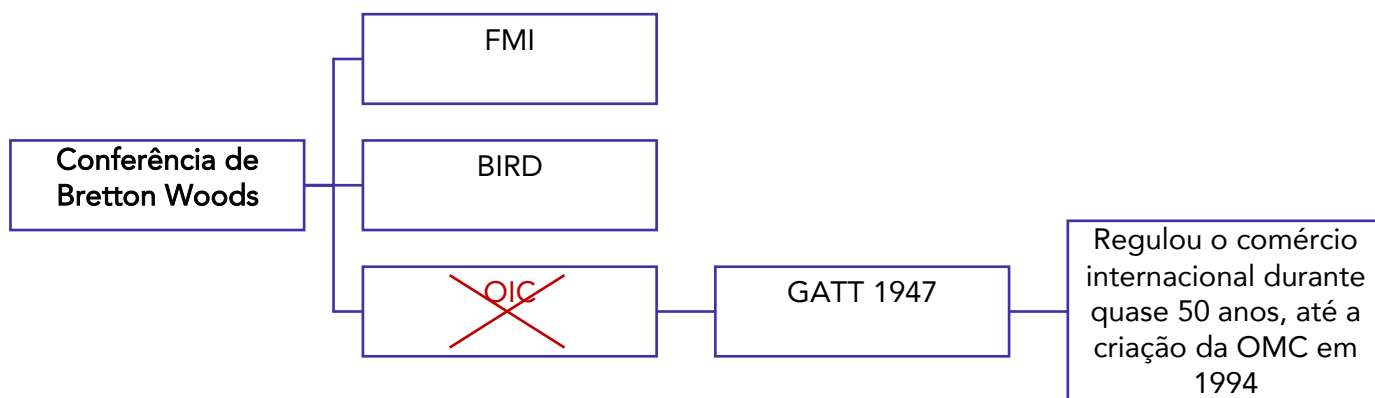 FMI
Conferência de
Bretton Woods
BIRD
OIC
GATT 1947
Regulou o comércio
internacional durante
quase 50 anos, até a
criação da OMC em
1994